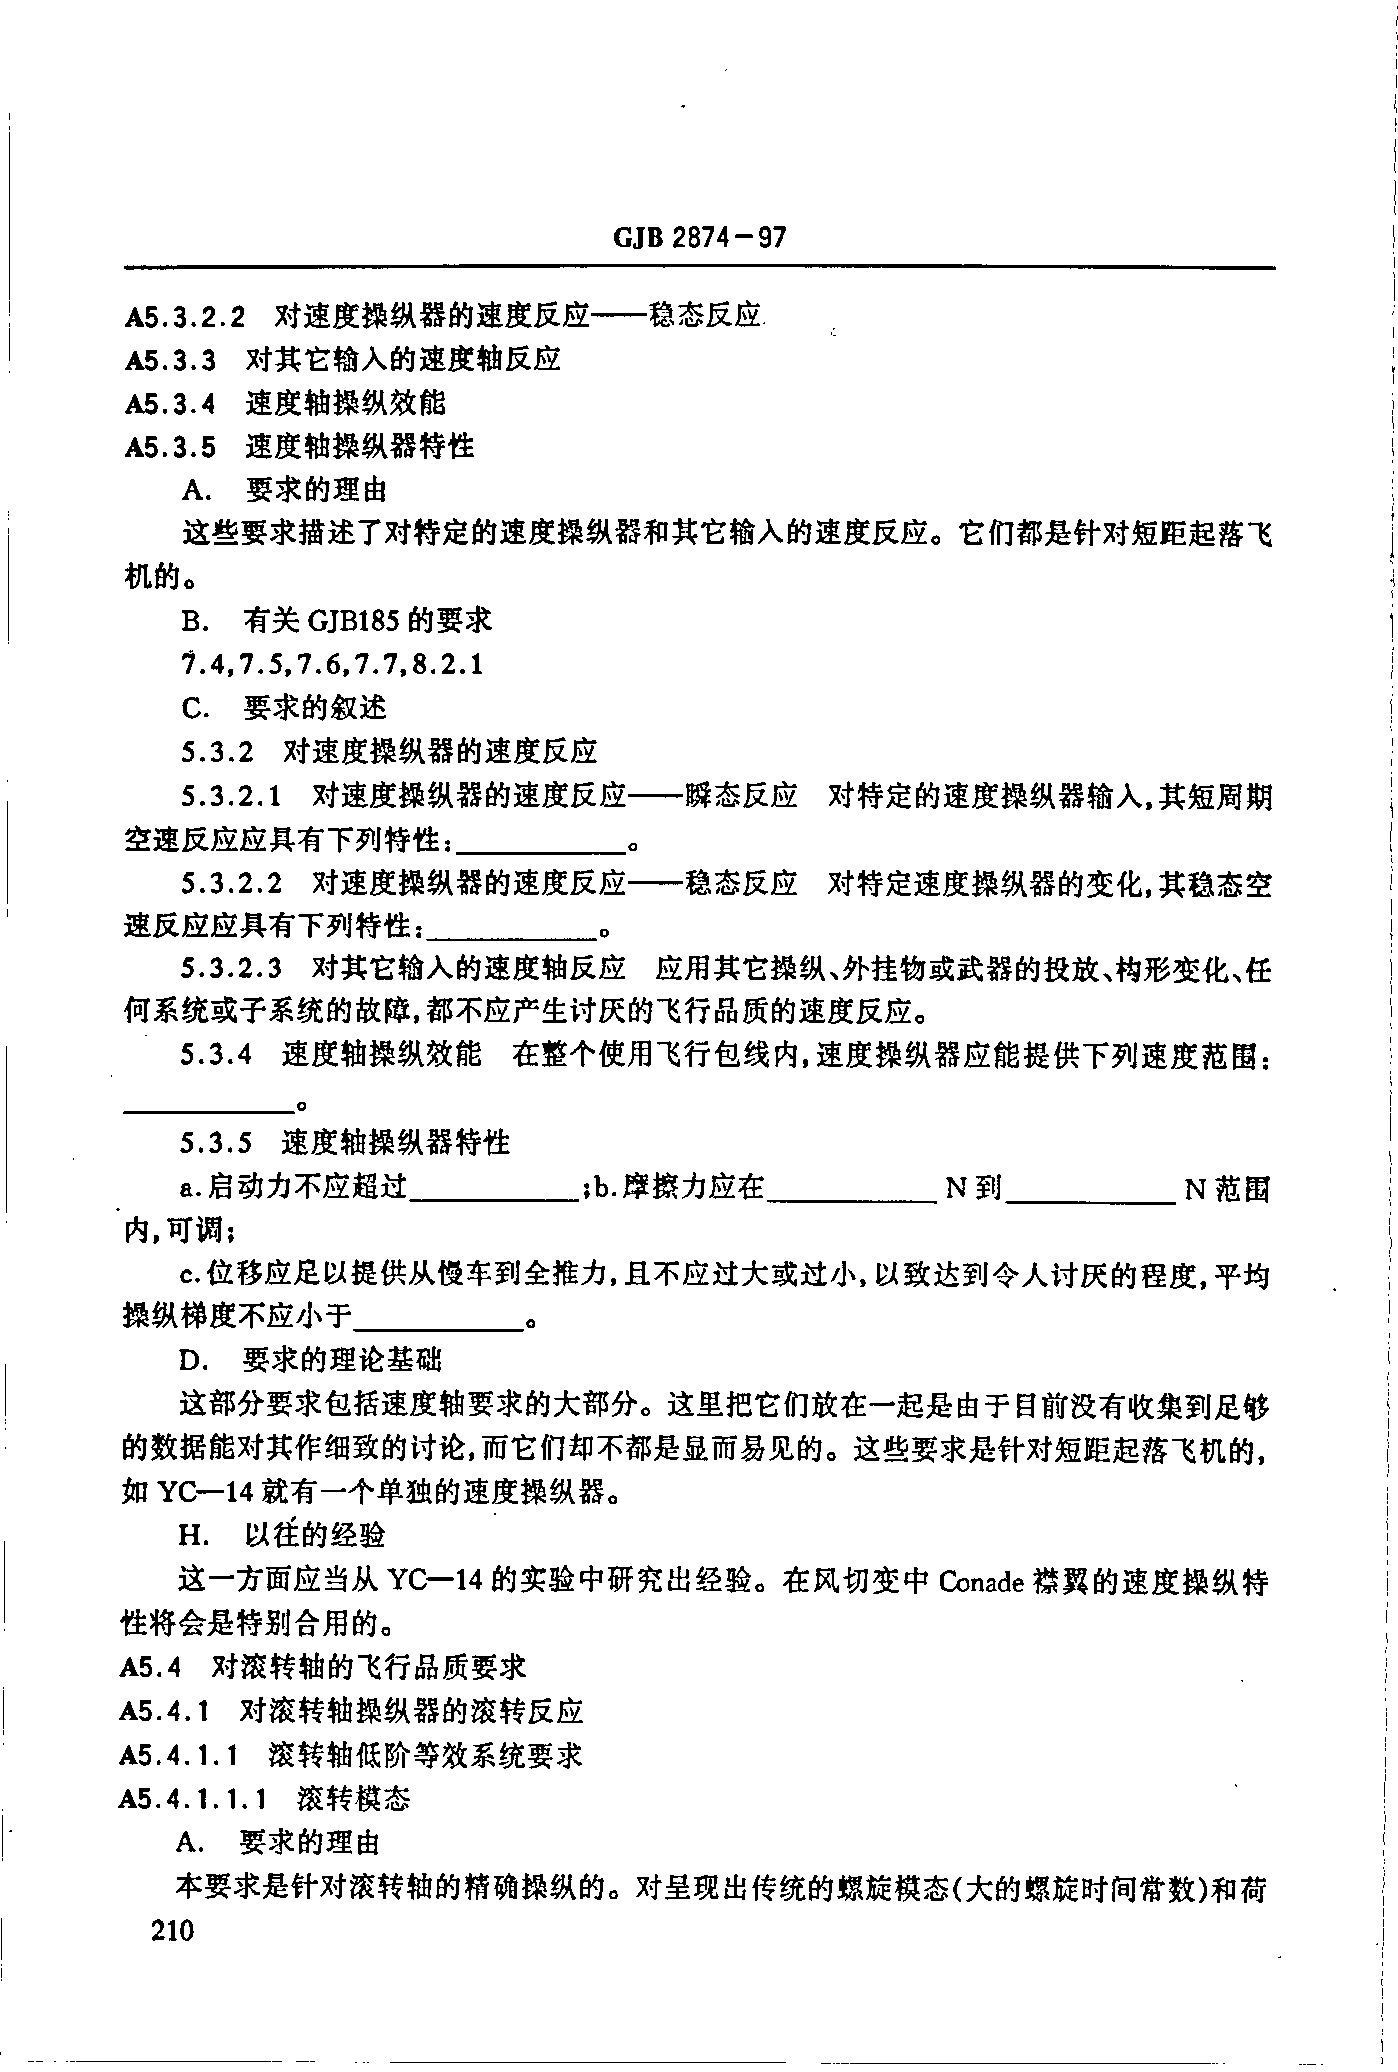 GJB 2874－97
A5.3.2.2 对速度操纵器的速度反应——稳态反应
A5.3.3 对其它输入的速度轴反应
A5.3.4 速度轴操纵效能
A5.3.5 速度轴操纵器特性
A. 要求的理由
这些要求描述了对特定的速度操纵器和其它输入的速度反应。它们都是针对短距起落飞
机的。
B. 有关 GJB185 的要求
7.4,7.5,7.6,7.7,8.2.1
C. 要求的叙述
5.3.2 对速度操纵器的速度反应
5.3.2.1 对速度操纵器的速度反应——瞬态反应 对特定的速度操纵器输入,其短周期
空速反应应具有下列特性:____________。
5.3.2.2 对速度操纵器的速度反应——稳态反应 对特定速度操纵器的变化,其稳态空
速反应应具有下列特性:____________。
5.3.2.3 对其它输入的速度轴反应 应用其它操纵、外挂物或武器的投放、构形变化、任
何系统或子系统的故障,都不应产生讨厌的飞行品质的速度反应。
5.3.4 速度轴操纵效能 在整个使用飞行包线内,速度操纵器应能提供下列速度范围:
____________。
5.3.5 速度轴操纵器特性
a.启动力不应超过____________;b.摩擦力应在____________ N 到____________ N 范围
内,可调;
c.位移应足以提供从慢车到全推力,且不应过大或过小,以致达到令人讨厌的程度,平均
操纵梯度不应小于____________。
D. 要求的理论基础
这部分要求包括速度轴要求的大部分。这里把它们放在一起是由于目前没有收集到足够
的数据能对其作细致的讨论,而它们却不都是显而易见的。这些要求是针对短距起落飞机的,
如 YC—14 就有一个单独的速度操纵器。
H. 以往的经验
这一方面应当从 YC—14 的实验中研究出经验。在风切变中 Conade 襟翼的速度操纵特
性将会是特别合用的。
A5.4 对滚转轴的飞行品质要求
A5.4.1 对滚转轴操纵器的滚转反应
A5.4.1.1 滚转轴低阶等效系统要求
A5.4.1.1.1 滚转模态
A. 要求的理由
本要求是针对滚转轴的精确操纵的。对呈现出传统的螺旋模态(大的螺旋时间常数)和荷
210